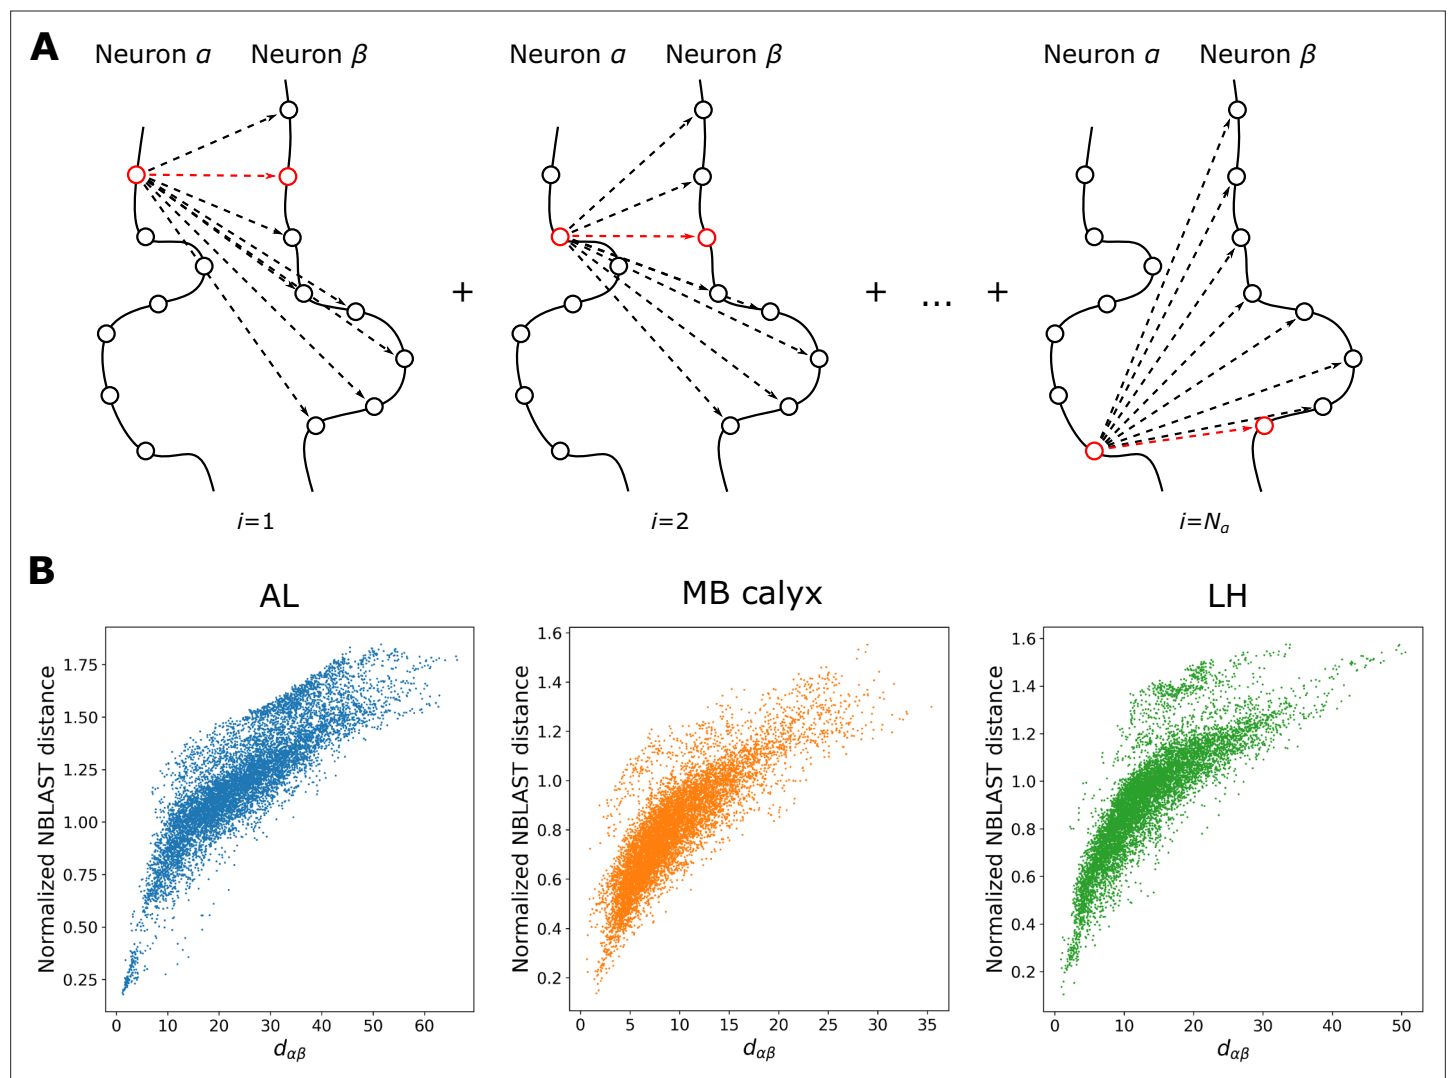 A
Neuron α Neuron β
Neuron α Neuron β
Neuron α Neuron β
+
+ ... +
i=1
i=2
i=Nα
B
AL
MB calyx
LH
Normalized NBLAST distance
1.75
1.50
1.25
1.00
0.75
0.50
0.25
0 10 20 30 40 50 60
dαβ
Normalized NBLAST distance
1.6
1.4
1.2
1.0
0.8
0.6
0.4
0.2
0 5 10 15 20 25 30 35
dαβ
Normalized NBLAST distance
1.6
1.4
1.2
1.0
0.8
0.6
0.4
0.2
0 10 20 30 40 50
dαβ